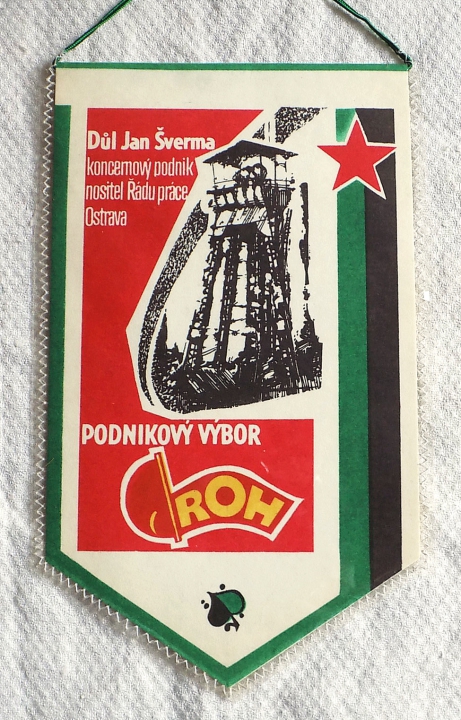 Důl Jan Šverma
koncernový podnik
nositel Řádu práce
Ostrava
PODNIKOVÝ VÝBOR
ROH